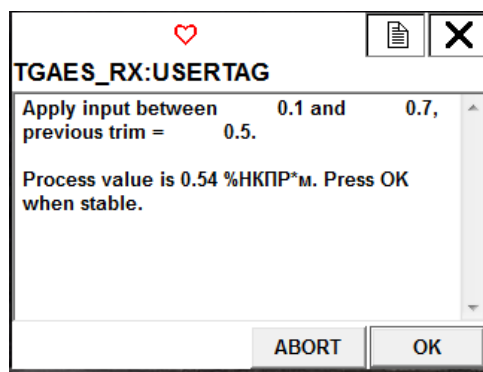 TGAES_RX:USERTAG
Apply input between 0.1 and 0.7,
previous trim = 0.5.
Process value is 0.54 %НКПР*м. Press OK
when stable.
ABORT OK